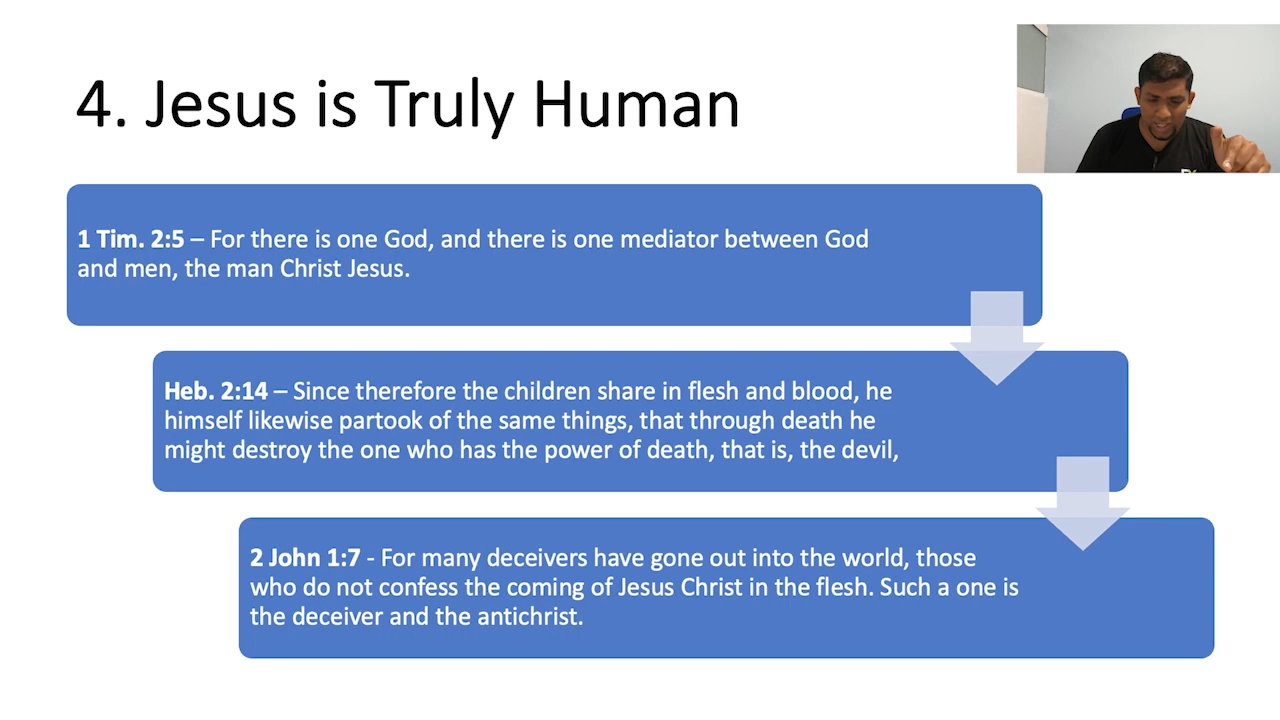 4. Jesus is Truly Human
1 Tim. 2:5 – For there is one God, and there is one mediator between God
and men, the man Christ Jesus.
Heb. 2:14 – Since therefore the children share in flesh and blood, he
himself likewise partook of the same things, that through death he
might destroy the one who has the power of death, that is, the devil,
2 John 1:7 - For many deceivers have gone out into the world, those
who do not confess the coming of Jesus Christ in the flesh. Such a one is
the deceiver and the antichrist.